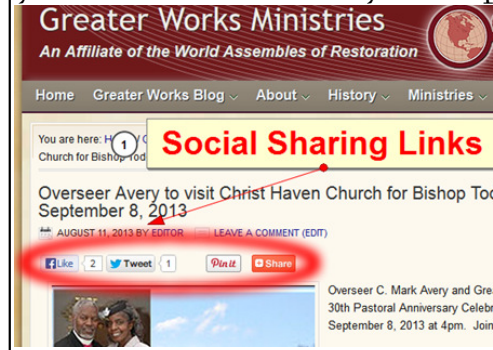 Greater Works Ministries
An Affiliate of the World Assembles of Restoration
Home Greater Works Blog About History Ministries
You are here:
1
Social Sharing Links
Church for Bishop
Overseer Avery to visit Christ Haven Church for Bishop
September 8, 2013
AUGUST 11, 2013 BY EDITOR LEAVE A COMMENT (EDIT)
Like 2 Tweet 1 Pin it Share
Overseer C. Mark Avery and
30th Pastoral Anniversary
September 8, 2013 at 4pm.